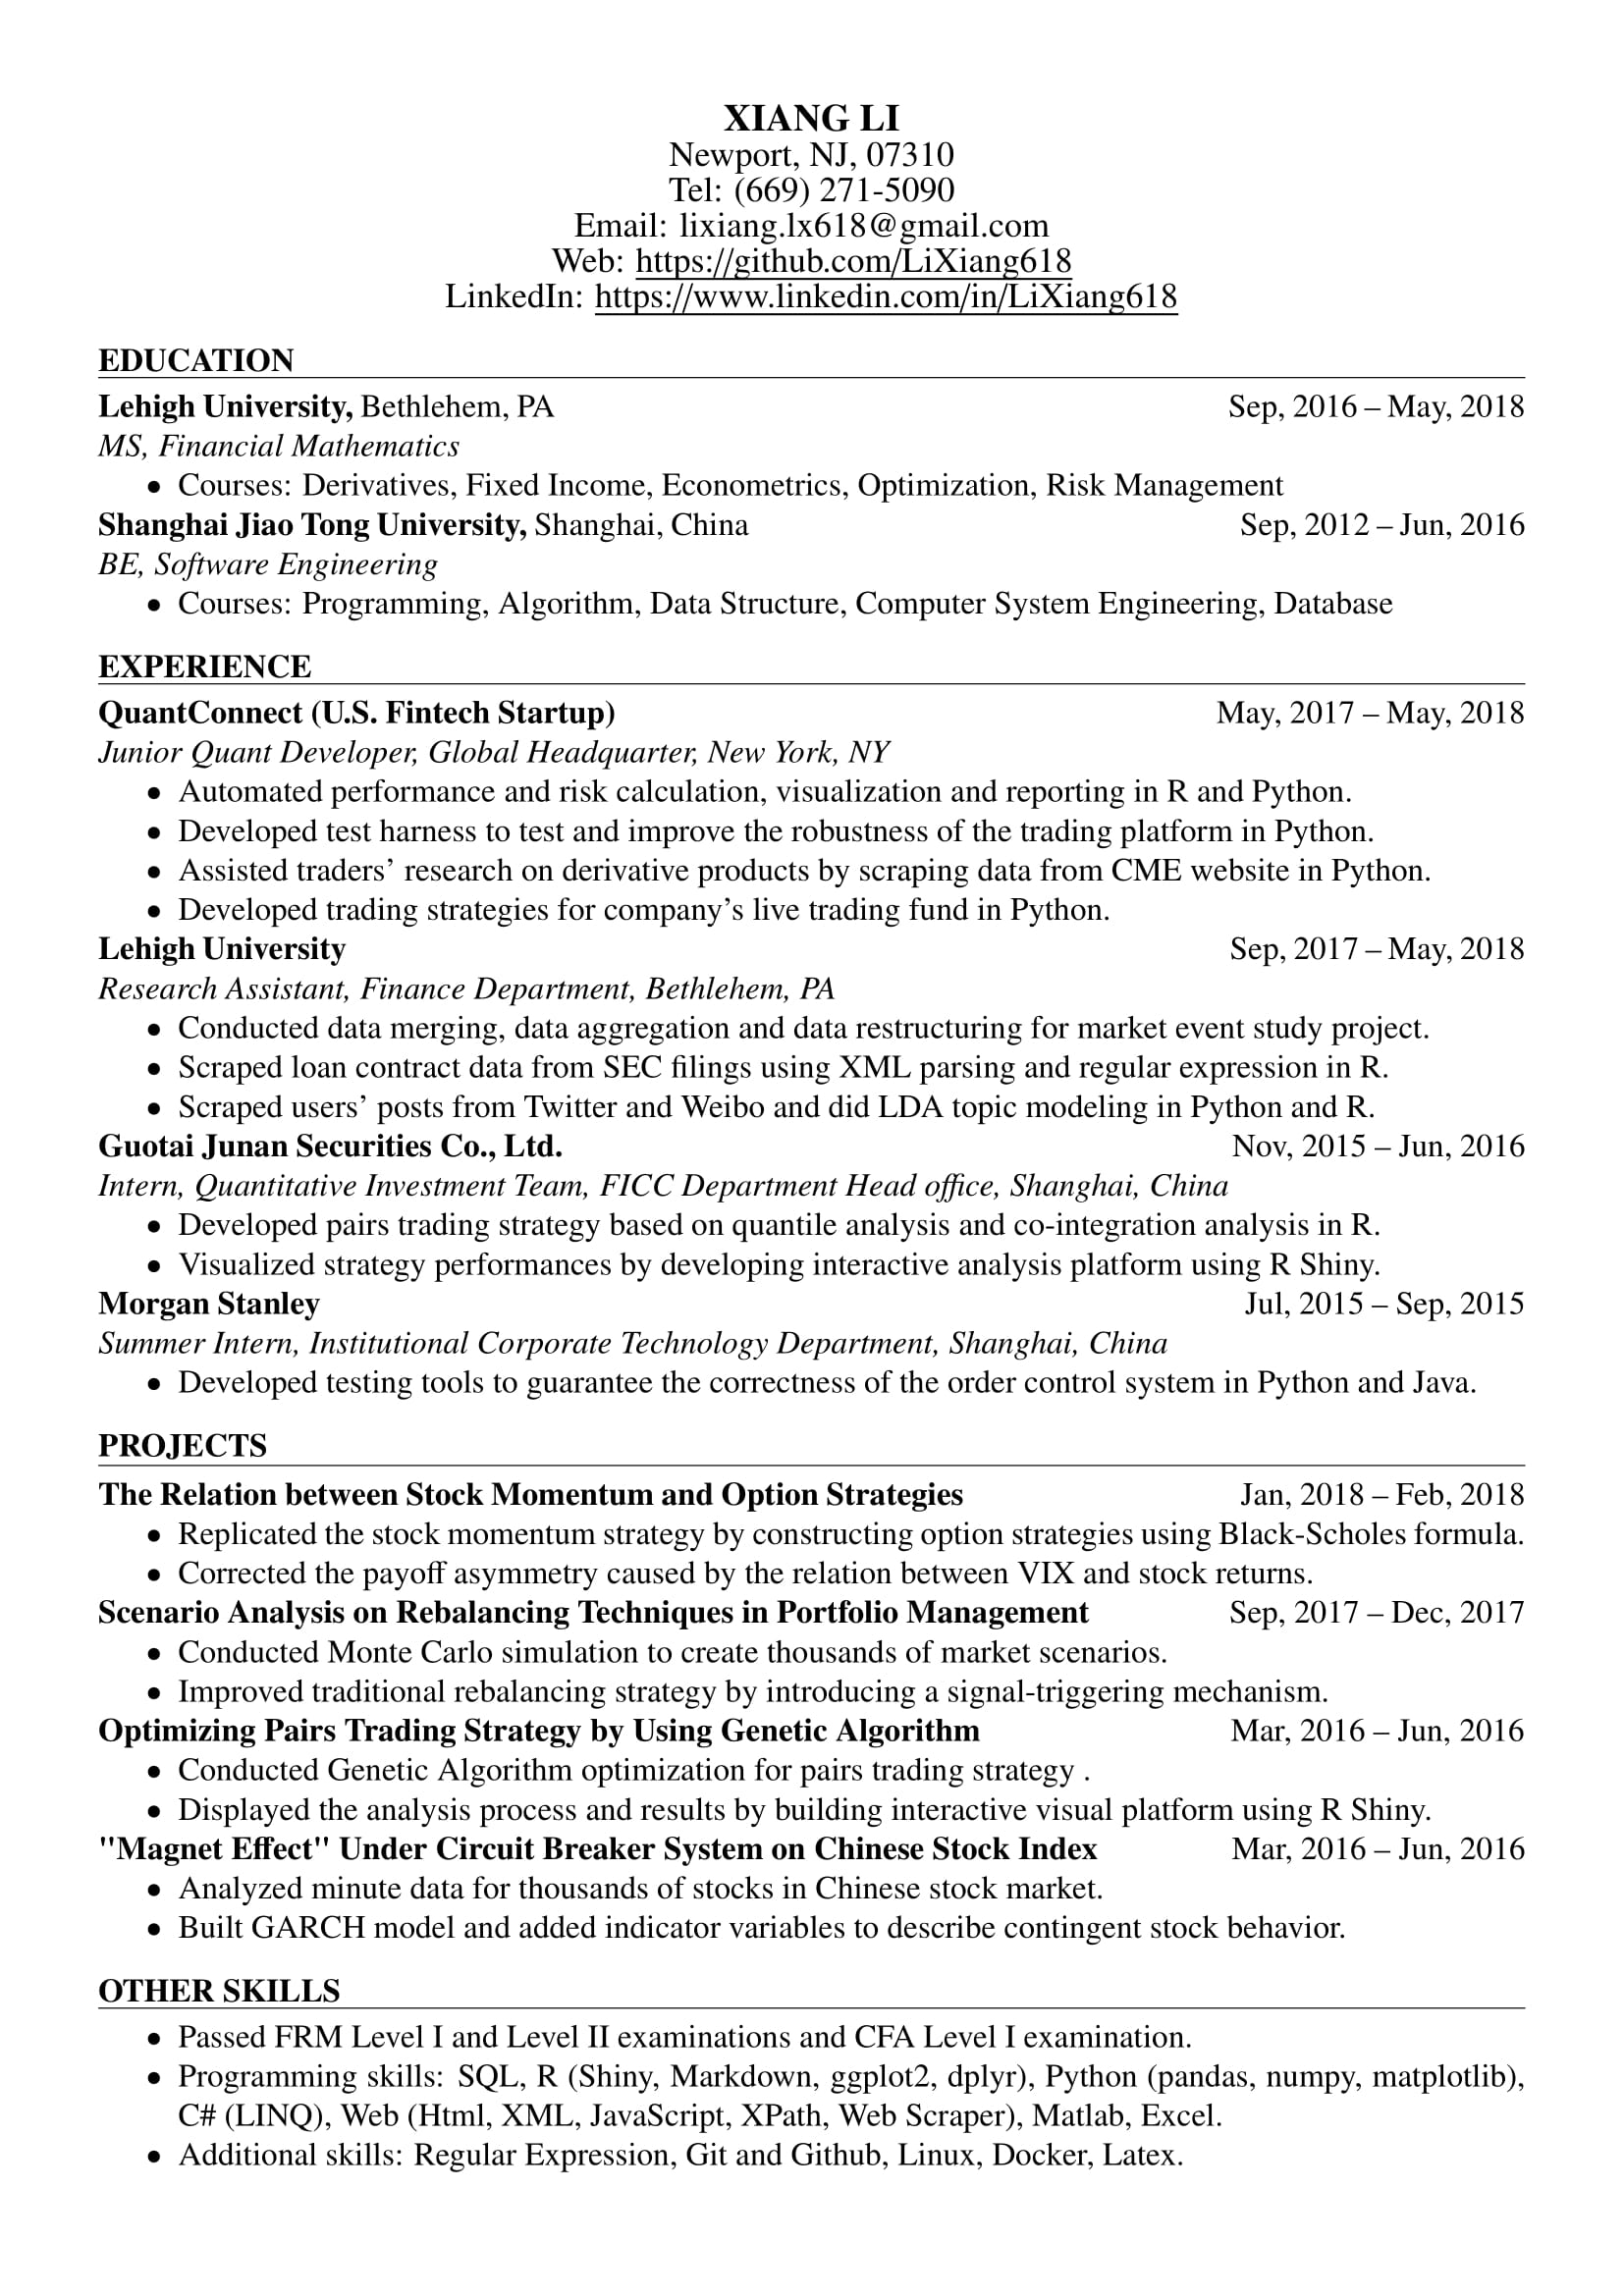 XIANG LI
Newport, NJ, 07310
Tel: (669) 271-5090
Email: lixiang.lx618@gmail.com
Web: https://github.com/LiXiang618
LinkedIn: https://www.linkedin.com/in/LiXiang618
EDUCATION
Lehigh University, Bethlehem, PA Sep, 2016 – May, 2018
MS, Financial Mathematics
• Courses: Derivatives, Fixed Income, Econometrics, Optimization, Risk Management
Shanghai Jiao Tong University, Shanghai, China Sep, 2012 – Jun, 2016
BE, Software Engineering
• Courses: Programming, Algorithm, Data Structure, Computer System Engineering, Database
EXPERIENCE
QuantConnect (U.S. Fintech Startup) May, 2017 – May, 2018
Junior Quant Developer, Global Headquarter, New York, NY
• Automated performance and risk calculation, visualization and reporting in R and Python.
• Developed test harness to test and improve the robustness of the trading platform in Python.
• Assisted traders’ research on derivative products by scraping data from CME website in Python.
• Developed trading strategies for company’s live trading fund in Python.
Lehigh University Sep, 2017 – May, 2018
Research Assistant, Finance Department, Bethlehem, PA
• Conducted data merging, data aggregation and data restructuring for market event study project.
• Scraped loan contract data from SEC filings using XML parsing and regular expression in R.
• Scraped users’ posts from Twitter and Weibo and did LDA topic modeling in Python and R.
Guotai Junan Securities Co., Ltd. Nov, 2015 – Jun, 2016
Intern, Quantitative Investment Team, FICC Department Head office, Shanghai, China
• Developed pairs trading strategy based on quantile analysis and co-integration analysis in R.
• Visualized strategy performances by developing interactive analysis platform using R Shiny.
Morgan Stanley Jul, 2015 – Sep, 2015
Summer Intern, Institutional Corporate Technology Department, Shanghai, China
• Developed testing tools to guarantee the correctness of the order control system in Python and Java.
PROJECTS
The Relation between Stock Momentum and Option Strategies Jan, 2018 – Feb, 2018
• Replicated the stock momentum strategy by constructing option strategies using Black-Scholes formula.
• Corrected the payoff asymmetry caused by the relation between VIX and stock returns.
Scenario Analysis on Rebalancing Techniques in Portfolio Management Sep, 2017 – Dec, 2017
• Conducted Monte Carlo simulation to create thousands of market scenarios.
• Improved traditional rebalancing strategy by introducing a signal-triggering mechanism.
Optimizing Pairs Trading Strategy by Using Genetic Algorithm Mar, 2016 – Jun, 2016
• Conducted Genetic Algorithm optimization for pairs trading strategy .
• Displayed the analysis process and results by building interactive visual platform using R Shiny.
"Magnet Effect" Under Circuit Breaker System on Chinese Stock Index Mar, 2016 – Jun, 2016
• Analyzed minute data for thousands of stocks in Chinese stock market.
• Built GARCH model and added indicator variables to describe contingent stock behavior.
OTHER SKILLS
• Passed FRM Level I and Level II examinations and CFA Level I examination.
• Programming skills: SQL, R (Shiny, Markdown, ggplot2, dplyr), Python (pandas, numpy, matplotlib),
C# (LINQ), Web (Html, XML, JavaScript, XPath, Web Scraper), Matlab, Excel.
• Additional skills: Regular Expression, Git and Github, Linux, Docker, Latex.